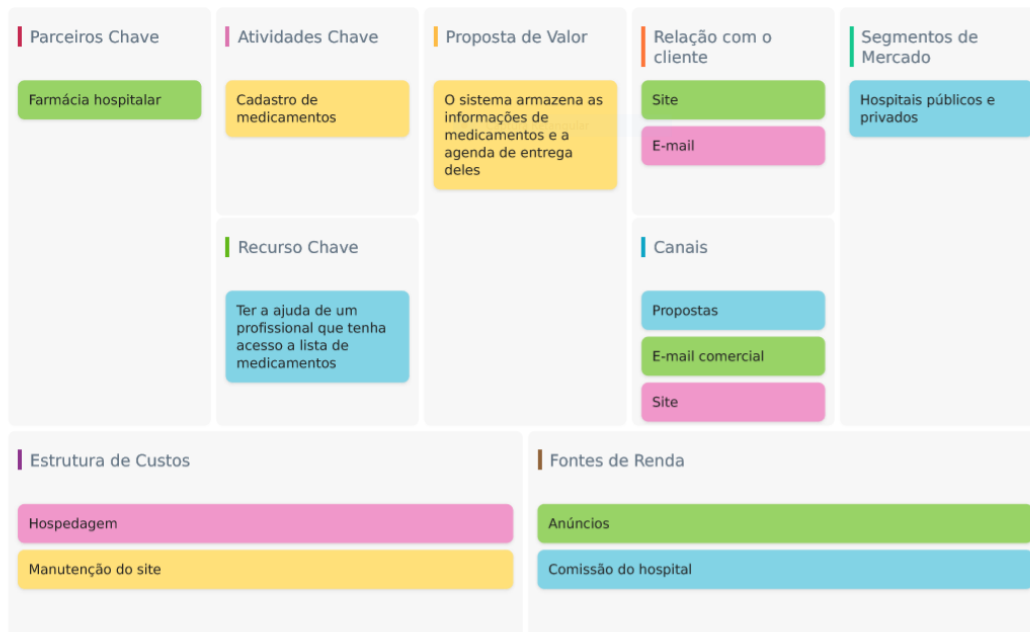 Parceiros Chave
Farmácia hospitalar
Atividades Chave
Cadastro de
medicamentos
Recurso Chave
Ter a ajuda de um
profissional que tenha
acesso a lista de
medicamentos
Proposta de Valor
O sistema armazena as
informações de
medicamentos e a
agenda de entrega
deles
Relação com o
cliente
Site
E-mail
Canais
Propostas
E-mail comercial
Site
Segmentos de
Mercado
Hospitais públicos e
privados
Estrutura de Custos
Hospedagem
Manutenção do site
Fontes de Renda
Anúncios
Comissão do hospital